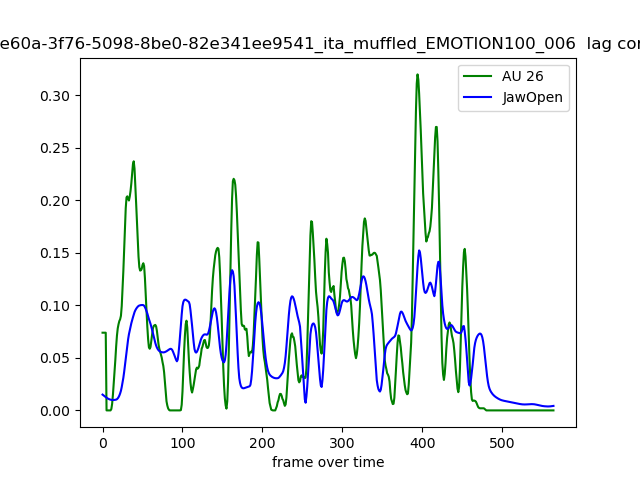 e60a-3f76-5098-8be0-82e341ee9541_ita_muffled_EMOTION100_006 lag
AU 26
JawOpen
0.30
0.25
0.20
0.15
0.10
0.05
0.00
0 100 200 300 400 500
frame over time